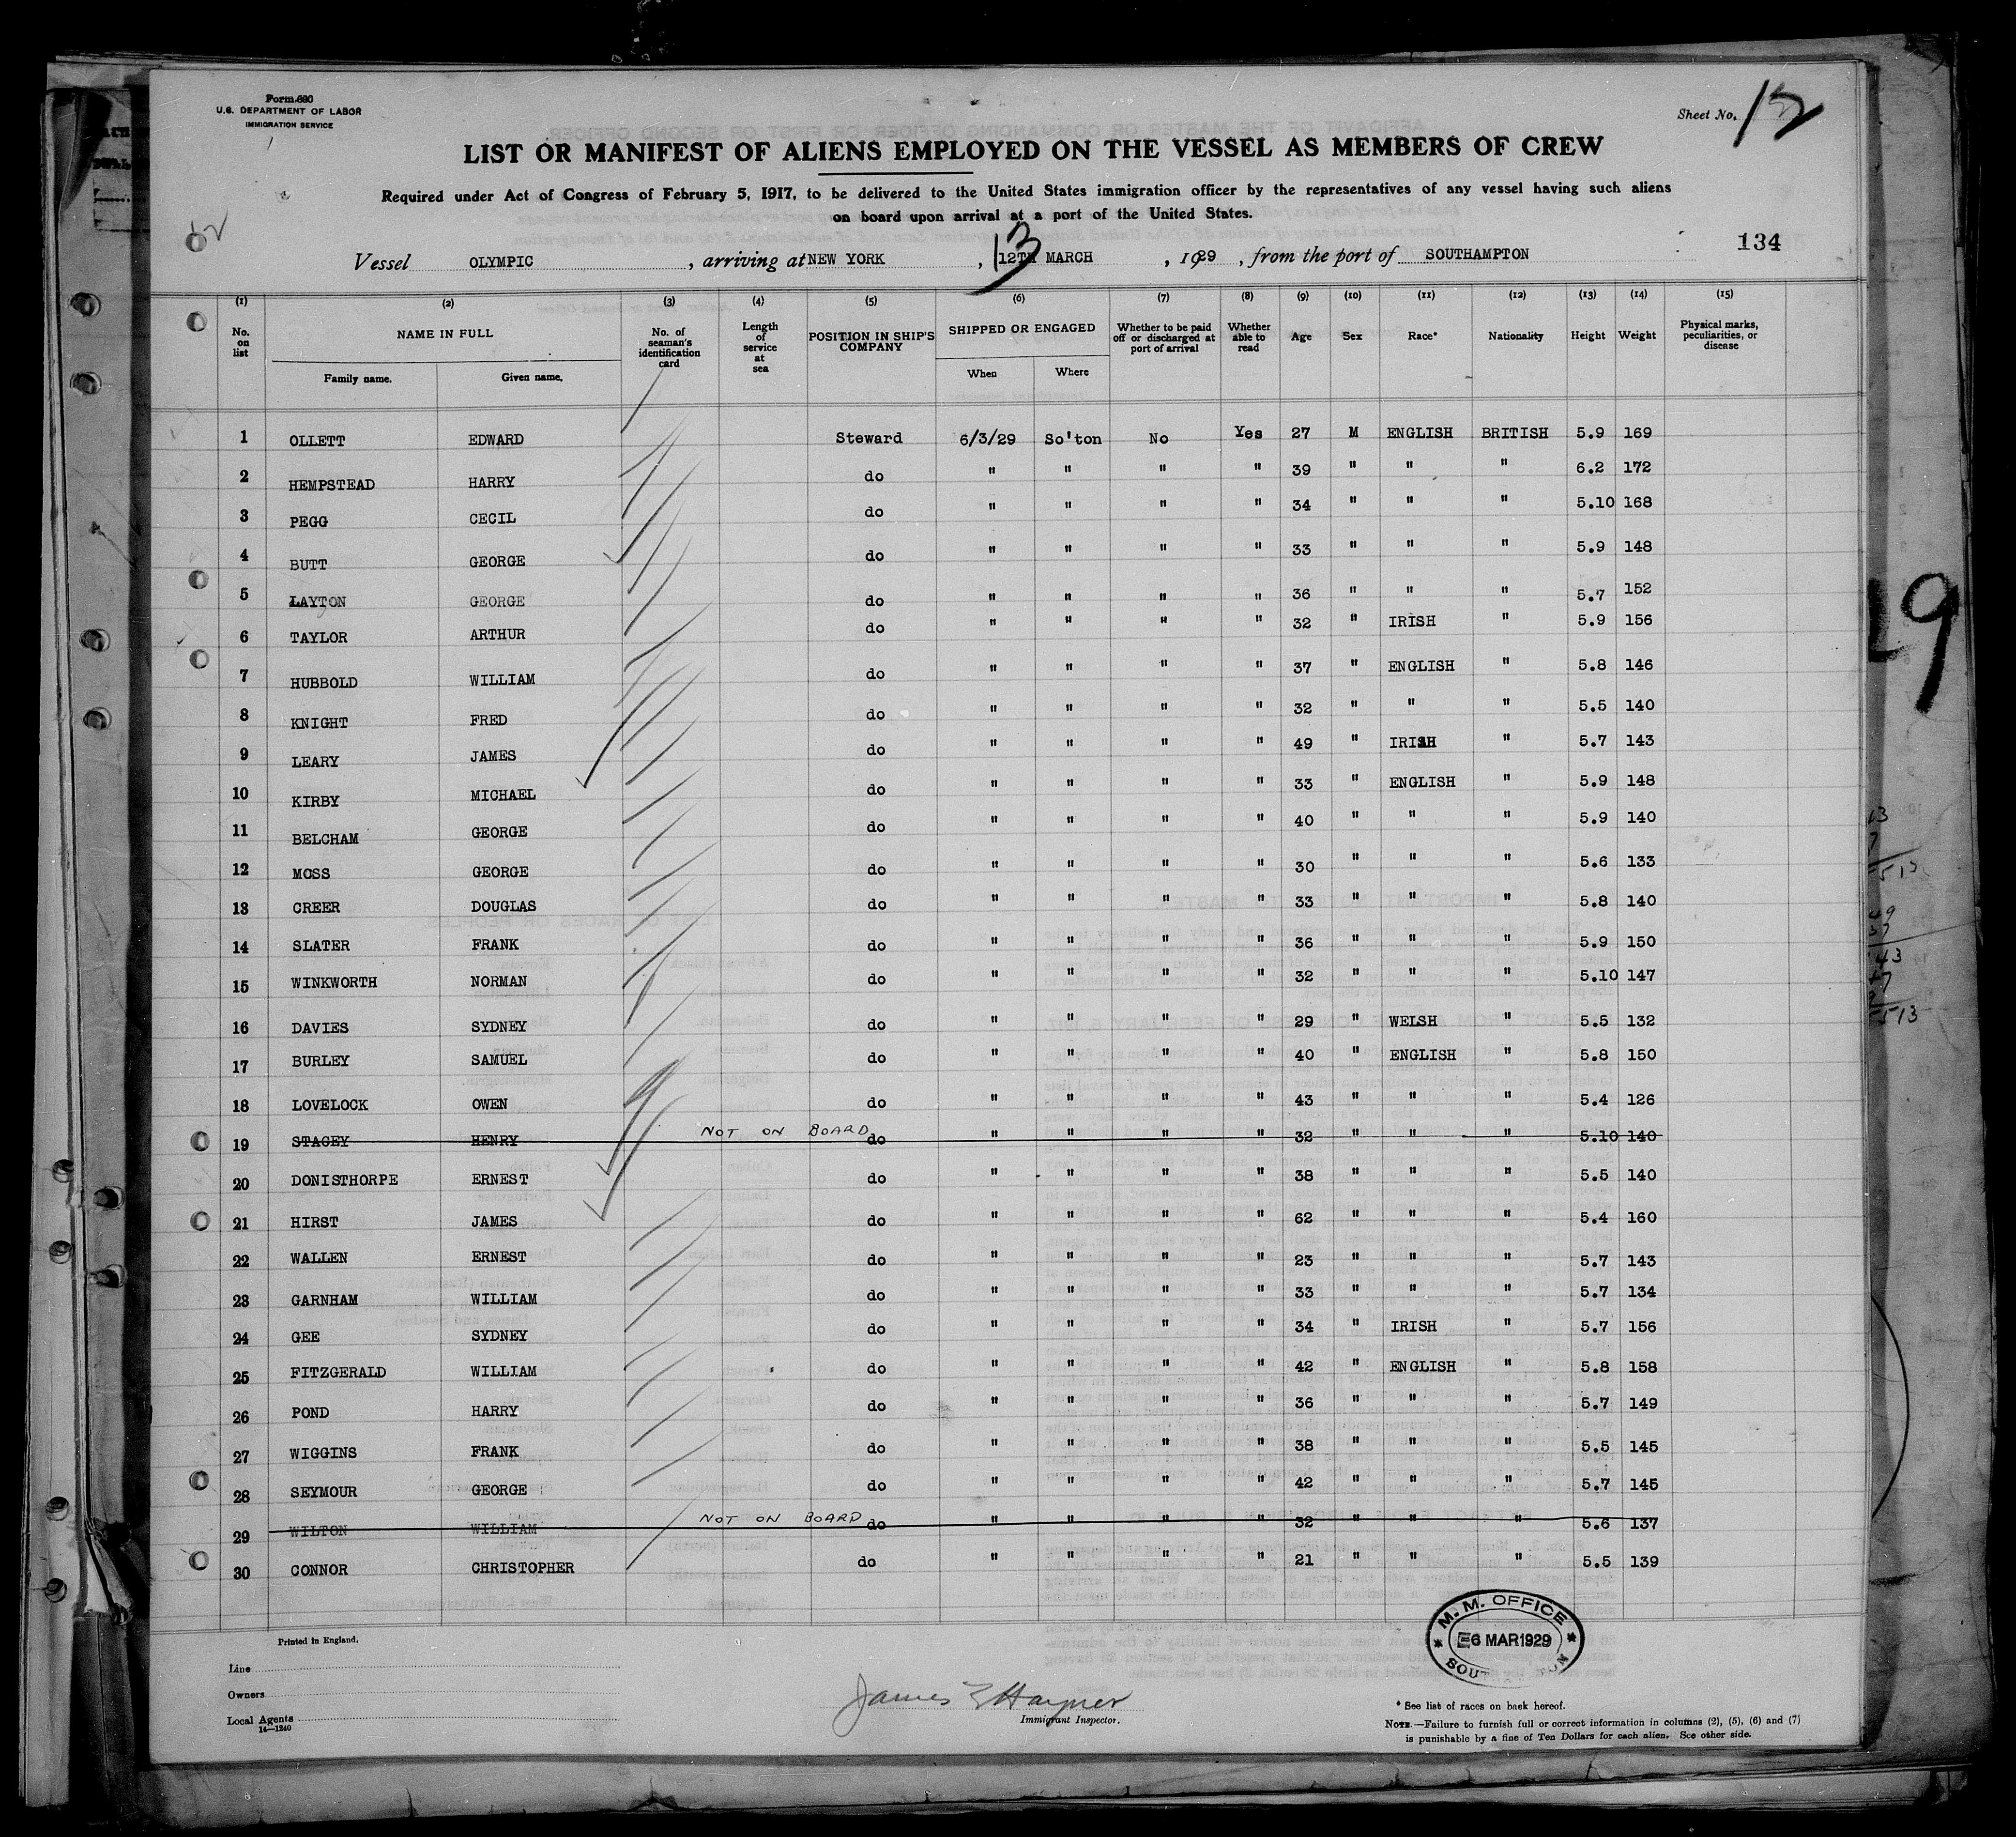 Form 680
U.S. DEPARTMENT OF LABOR
IMMIGRATION SERVICE
Sheet No.
LIST OR MANIFEST OF ALIENS EMPLOYED ON THE VESSEL AS MEMBERS OF CREW
Required under Act of Congress of February 5, 1917, to be delivered to the United States immigration officer by the representatives of any vessel having such aliens
on board upon arrival at a port of the United States.
134
Vessel OLYMPIC , arriving at NEW YORK , 13 12TH MARCH , 1929 , from the port of SOUTHAMPTON
(1) (2) (3) (4) (5) (6) (7) (8) (9) (10) (11) (12) (13) (14) (15)
No. on list NAME IN FULL Family name. Given name. No. of seaman's identification card Length of service at sea POSITION IN SHIP'S COMPANY SHIPPED OR ENGAGED When Where Whether to be paid off or discharged at port of arrival Whether able to read Age Sex Race* Nationality Height Weight Physical marks, peculiarities, or disease
1 OLLETT EDWARD Steward 6/3/29 So'ton No Yes 27 M ENGLISH BRITISH 5.9 169
2 HEMPSTEAD HARRY do " " " " 39 " " " 6.2 172
3 PEGG CECIL do " " " " 34 " " " 5.10 168
4 BUTT GEORGE do " " " " 33 " " " 5.9 148
5 LAYTON GEORGE do " " " " 36 " " " 5.7 152
6 TAYLOR ARTHUR do " " " " 32 " IRISH " 5.9 156
7 HUBBOLD WILLIAM do " " " " 37 " ENGLISH " 5.8 146
8 KNIGHT FRED do " " " " 32 " " " 5.5 140
9 LEARY JAMES do " " " " 49 " IRISH " 5.7 143
10 KIRBY MICHAEL do " " " " 33 " ENGLISH " 5.9 148
11 BELCHAM GEORGE do " " " " 40 " " " 5.9 140
12 MOSS GEORGE do " " " " 30 " " " 5.6 133
13 CREER DOUGLAS do " " " " 33 " " " 5.8 140
14 SLATER FRANK do " " " " 36 " " " 5.9 150
15 WINKWORTH NORMAN do " " " " 32 " " " 5.10 147
16 DAVIES SYDNEY do " " " " 29 " WELSH " 5.5 132
17 BURLEY SAMUEL do " " " " 40 " ENGLISH " 5.8 150
18 LOVELOCK OWEN do " " " " 43 " " " 5.4 126
19 STACEY HENRY NOT ON BOARD do " " " " 32 " " " 5.10 140
20 DONISTHORPE ERNEST do " " " " 38 " " " 5.5 140
21 HIRST JAMES do " " " " 62 " " " 5.4 160
22 WALLEN ERNEST do " " " " 23 " " " 5.7 143
23 GARNHAM WILLIAM do " " " " 33 " " " 5.7 134
24 GEE SYDNEY do " " " " 34 " IRISH " 5.7 156
25 FITZGERALD WILLIAM do " " " " 42 " ENGLISH " 5.8 158
26 POND HARRY do " " " " 36 " " " 5.7 149
27 WIGGINS FRANK do " " " " 38 " " " 5.5 145
28 SEYMOUR GEORGE do " " " " 42 " " " 5.7 145
29 WILTON WILLIAM NOT ON BOARD do " " " " 32 " " " 5.6 137
30 CONNOR CHRISTOPHER do " " " " 21 " " " 5.5 139
M. M. OFFICE
6 MAR 1929
Printed in England.
Line
Owners
Local Agents
14—1240
James E Hayner
Immigrant Inspector.
* See list of races on back hereof.
NOTE.—Failure to furnish full or correct information in columns (2), (5), (6) and (7)
is punishable by a fine of Ten Dollars for each alien. See other side.